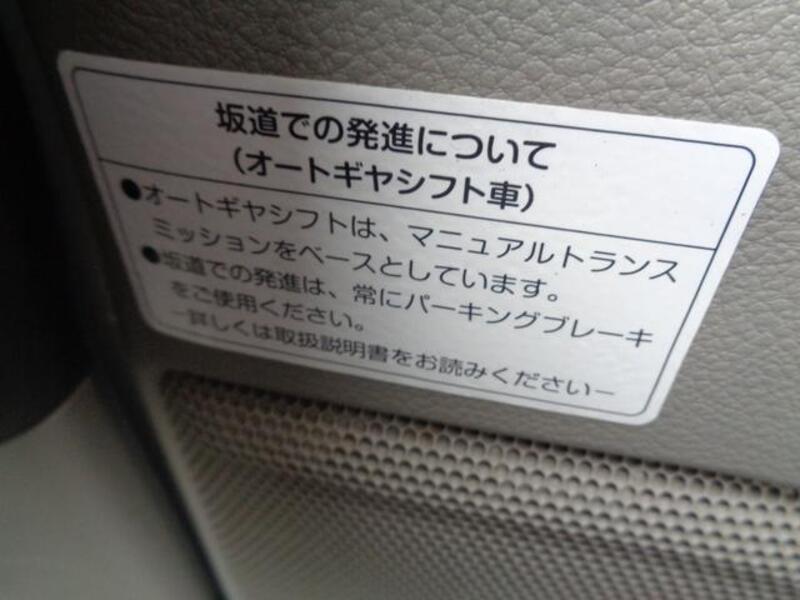 坂道での発進について
（オートギヤシフト車）
●オートギヤシフトは、マニュアルトランス
ミッションをベースとしています。
●坂道での発進は、常にパーキングブレーキ
をご使用ください。
ー詳しくは取扱説明書をお読みくださいー